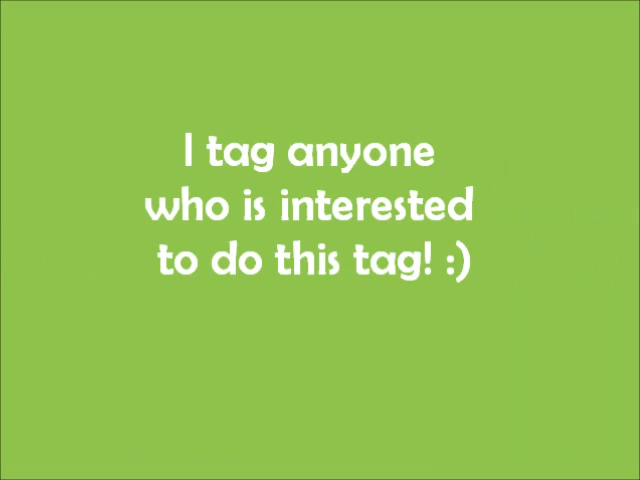 I tag anyone
who is interested
to do this tag! :)